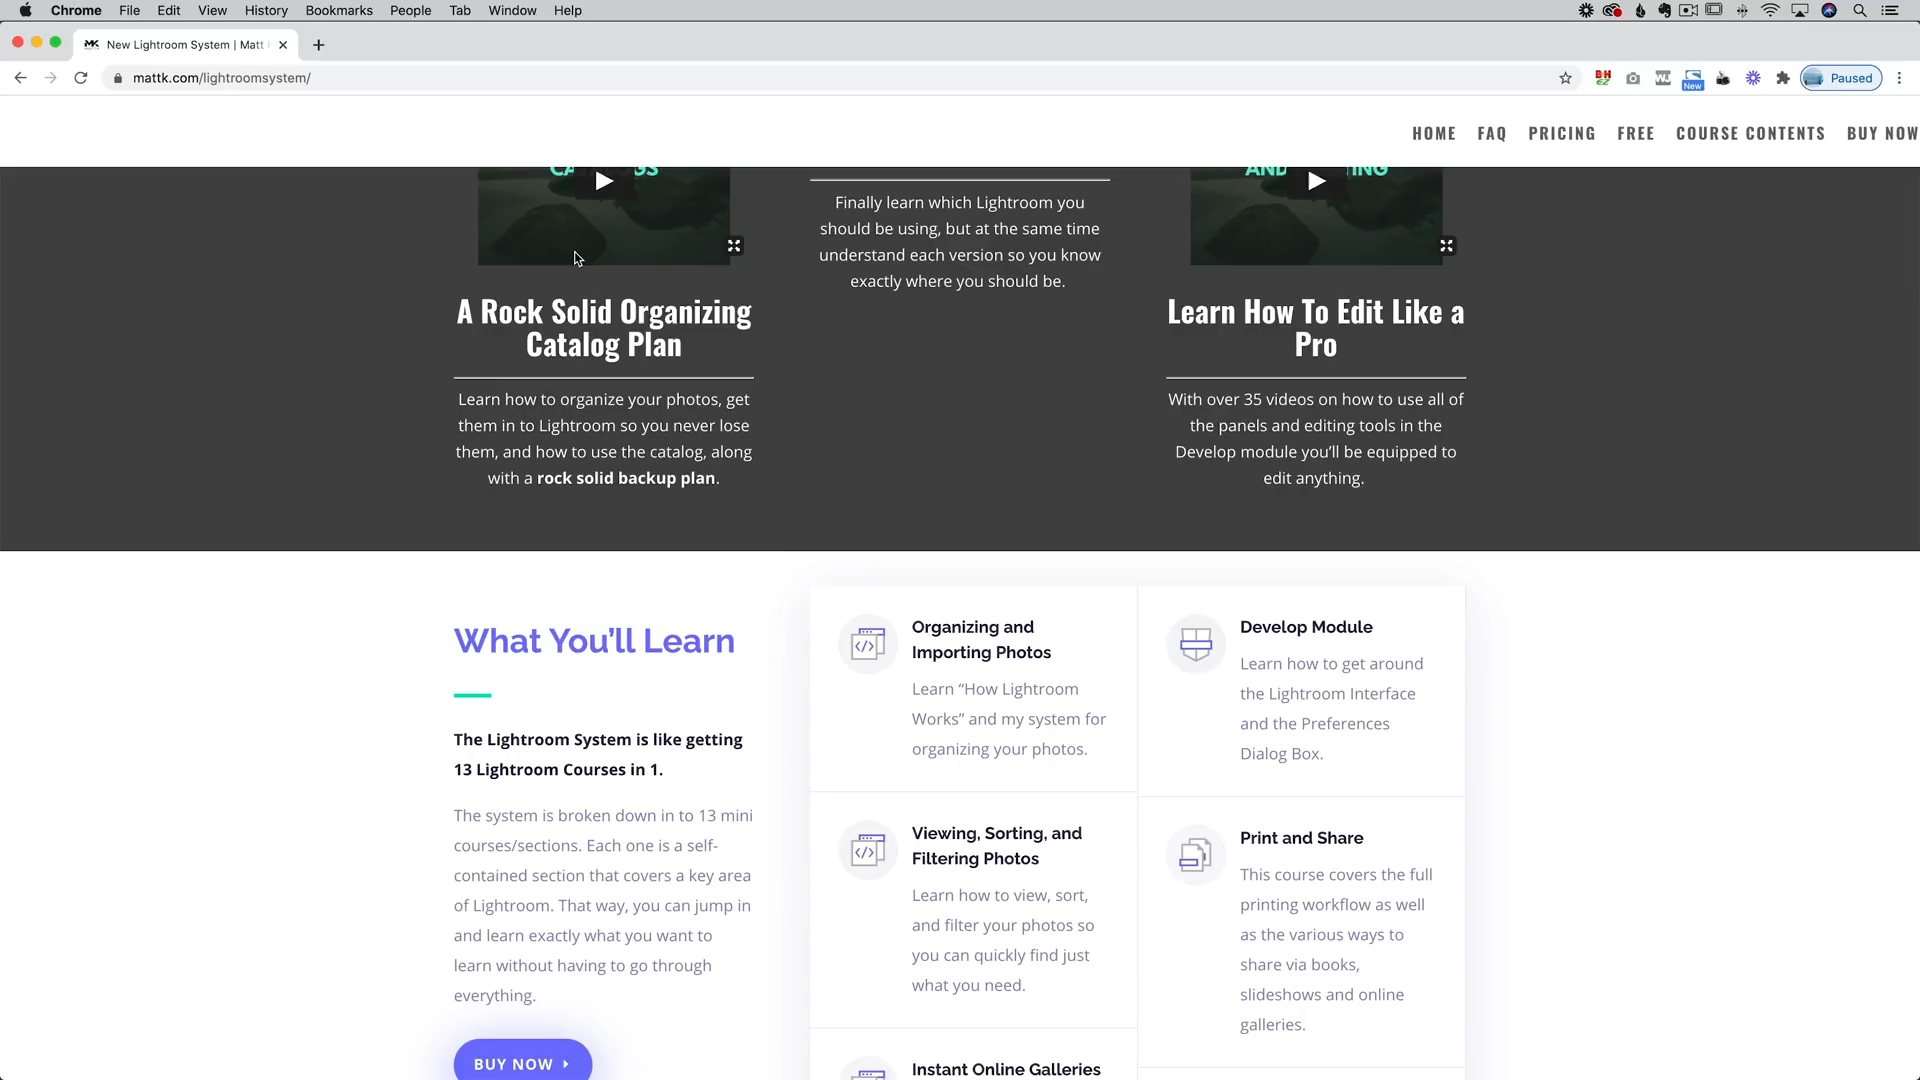 Chrome File Edit View History Bookmarks People Tab Window Help
New Lightroom System | Matt
mattk.com/lightroomsystem/
New
Paused
HOME FAQ PRICING FREE COURSE CONTENTS BUY NOW
A Rock Solid Organizing
Catalog Plan
Learn how to organize your photos, get
them in to Lightroom so you never lose
them, and how to use the catalog, along
with a rock solid backup plan.
Finally learn which Lightroom you
should be using, but at the same time
understand each version so you know
exactly where you should be.
Learn How To Edit Like a
Pro
With over 35 videos on how to use all of
the panels and editing tools in the
Develop module you’ll be equipped to
edit anything.
What You’ll Learn
The Lightroom System is like getting
13 Lightroom Courses in 1.
The system is broken down in to 13 mini
courses/sections. Each one is a self-
contained section that covers a key area
of Lightroom. That way, you can jump in
and learn exactly what you want to
learn without having to go through
everything.
BUY NOW
Organizing and
Importing Photos
Learn “How Lightroom
Works” and my system for
organizing your photos.
Viewing, Sorting, and
Filtering Photos
Learn how to view, sort,
and filter your photos so
you can quickly find just
what you need.
Instant Online Galleries
Develop Module
Learn how to get around
the Lightroom Interface
and the Preferences
Dialog Box.
Print and Share
This course covers the full
printing workflow as well
as the various ways to
share via books,
slideshows and online
galleries.